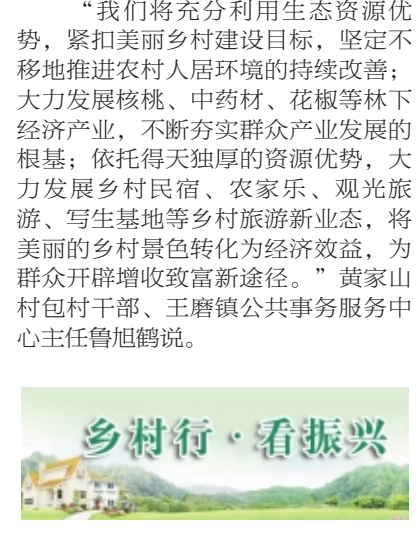 “我们将充分利用生态资源优
势，紧扣美丽乡村建设目标，坚定不
移地推进农村人居环境的持续改善；
大力发展核桃、中药材、花椒等林下
经济产业，不断夯实群众产业发展的
根基；依托得天独厚的资源优势，大
力发展乡村民宿、农家乐、观光旅
游、写生基地等乡村旅游新业态，将
美丽的乡村景色转化为经济效益，为
群众开辟增收致富新途径。”黄家山
村包村干部、王磨镇公共事务服务中
心主任鲁旭鹤说。
乡村行·看振兴